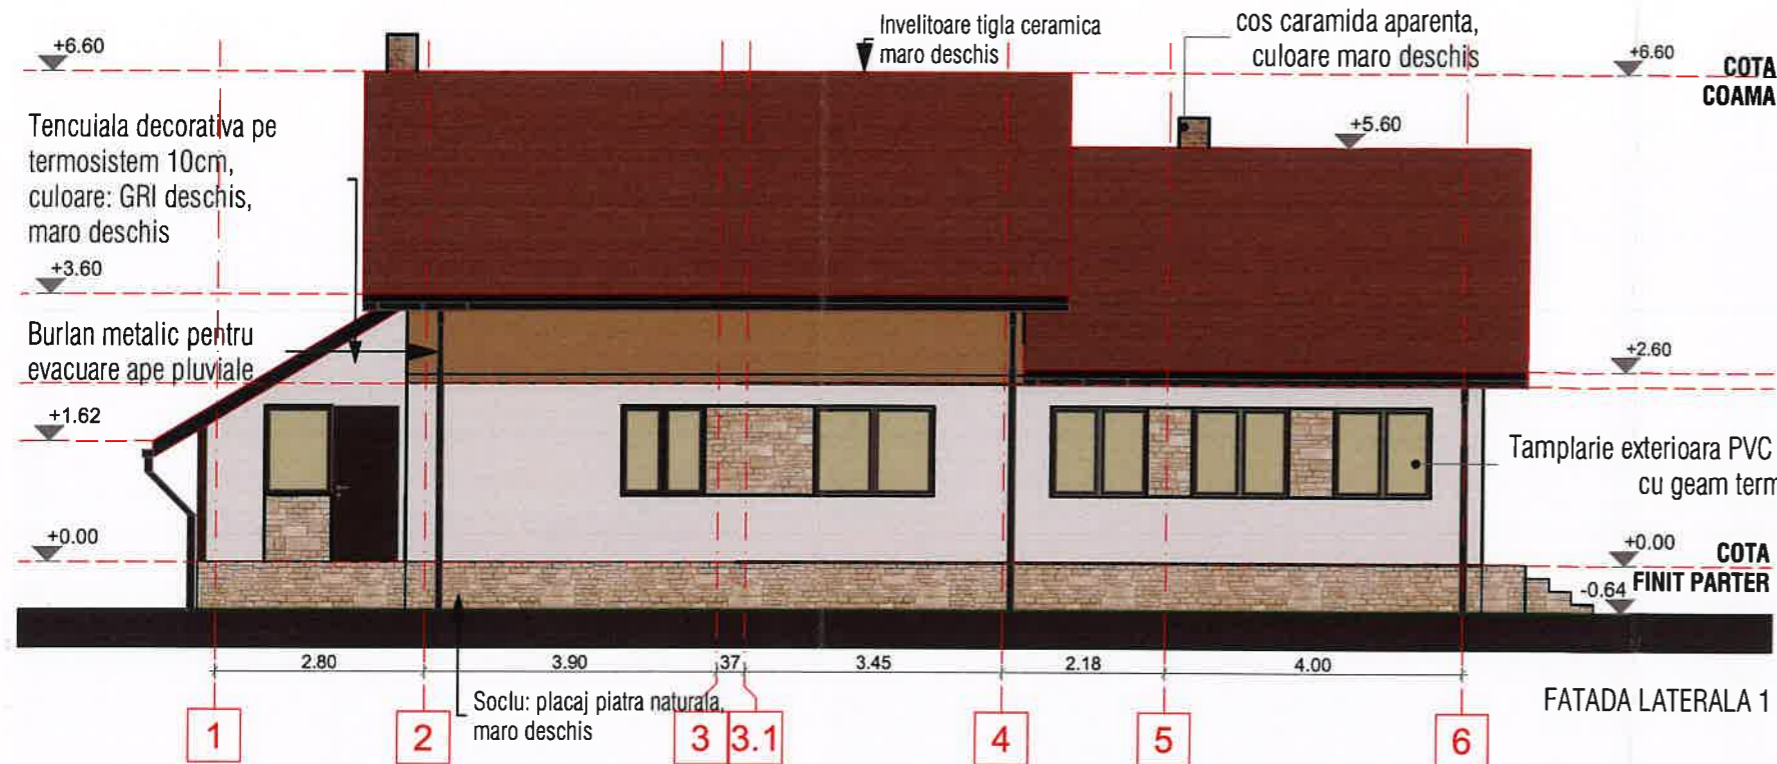 Invelitoare tigla ceramica
maro deschis
cos caramida aparenta,
culoare maro deschis
+6.60
+6.60
COTA
COAMA
+5.60
Tencuiala decorativa pe
termosistem 10cm,
culoare: GRI deschis,
maro deschis
+3.60
Burlan metalic pentru
evacuare ape pluviale
+2.60
+1.62
Tamplarie exterioara PVC
cu geam term
+0.00
+0.00
COTA
FINIT PARTER
-0.64
2.80
3.90
37
3.45
2.18
4.00
Soclu: placaj piatra naturala,
maro deschis
FATADA LATERALA 1
1
2
3
3.1
4
5
6